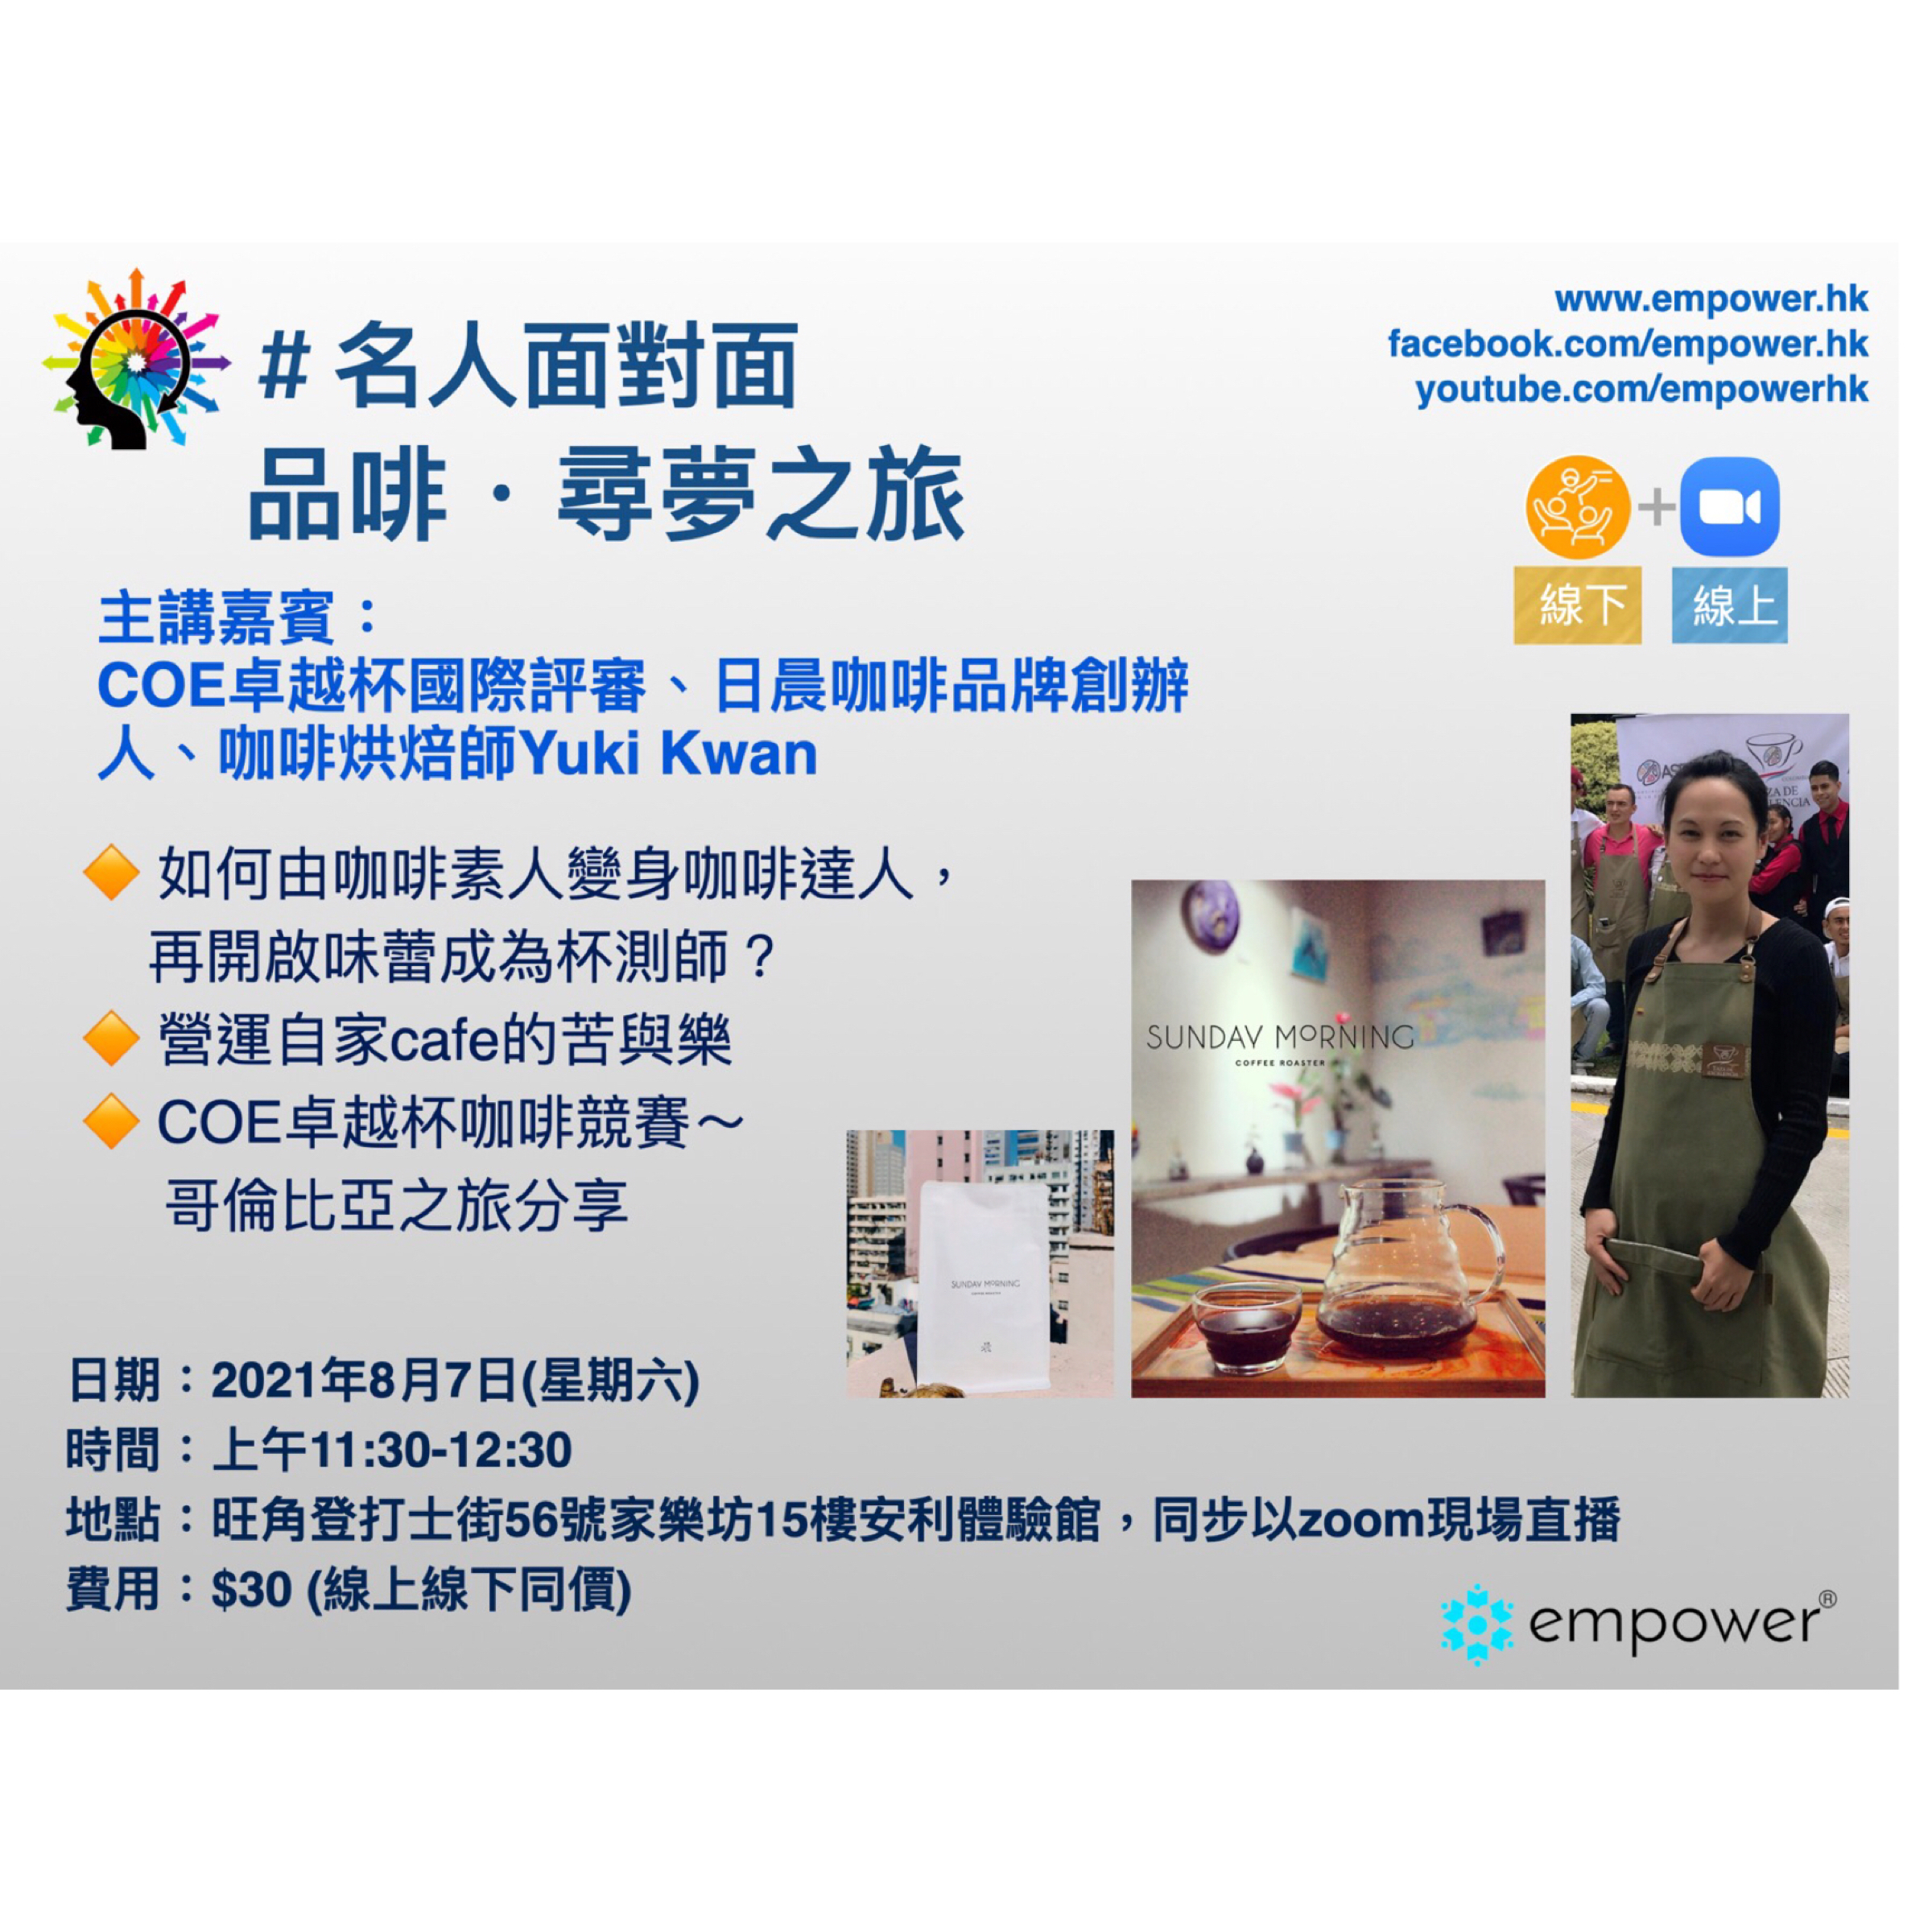 # 名人面對面
品啡・尋夢之旅
www.empower.hk
facebook.com/empower.hk
youtube.com/empowerhk
線下
線上
主講嘉賓：
COE卓越杯國際評審、日晨咖啡品牌創辦
人、咖啡烘焙師Yuki Kwan
如何由咖啡素人變身咖啡達人，
再開啟味蕾成為杯測師？
營運自家cafe的苦與樂
COE卓越杯咖啡競賽～
哥倫比亞之旅分享
SUNDAY MORNING
COFFEE ROASTER
SUNDAY MORNING
COFFEE ROASTER
日期：2021年8月7日(星期六)
時間：上午11:30-12:30
地點：旺角登打士街56號家樂坊15樓安利體驗館，同步以zoom現場直播
費用：$30 (線上線下同價)
empower®